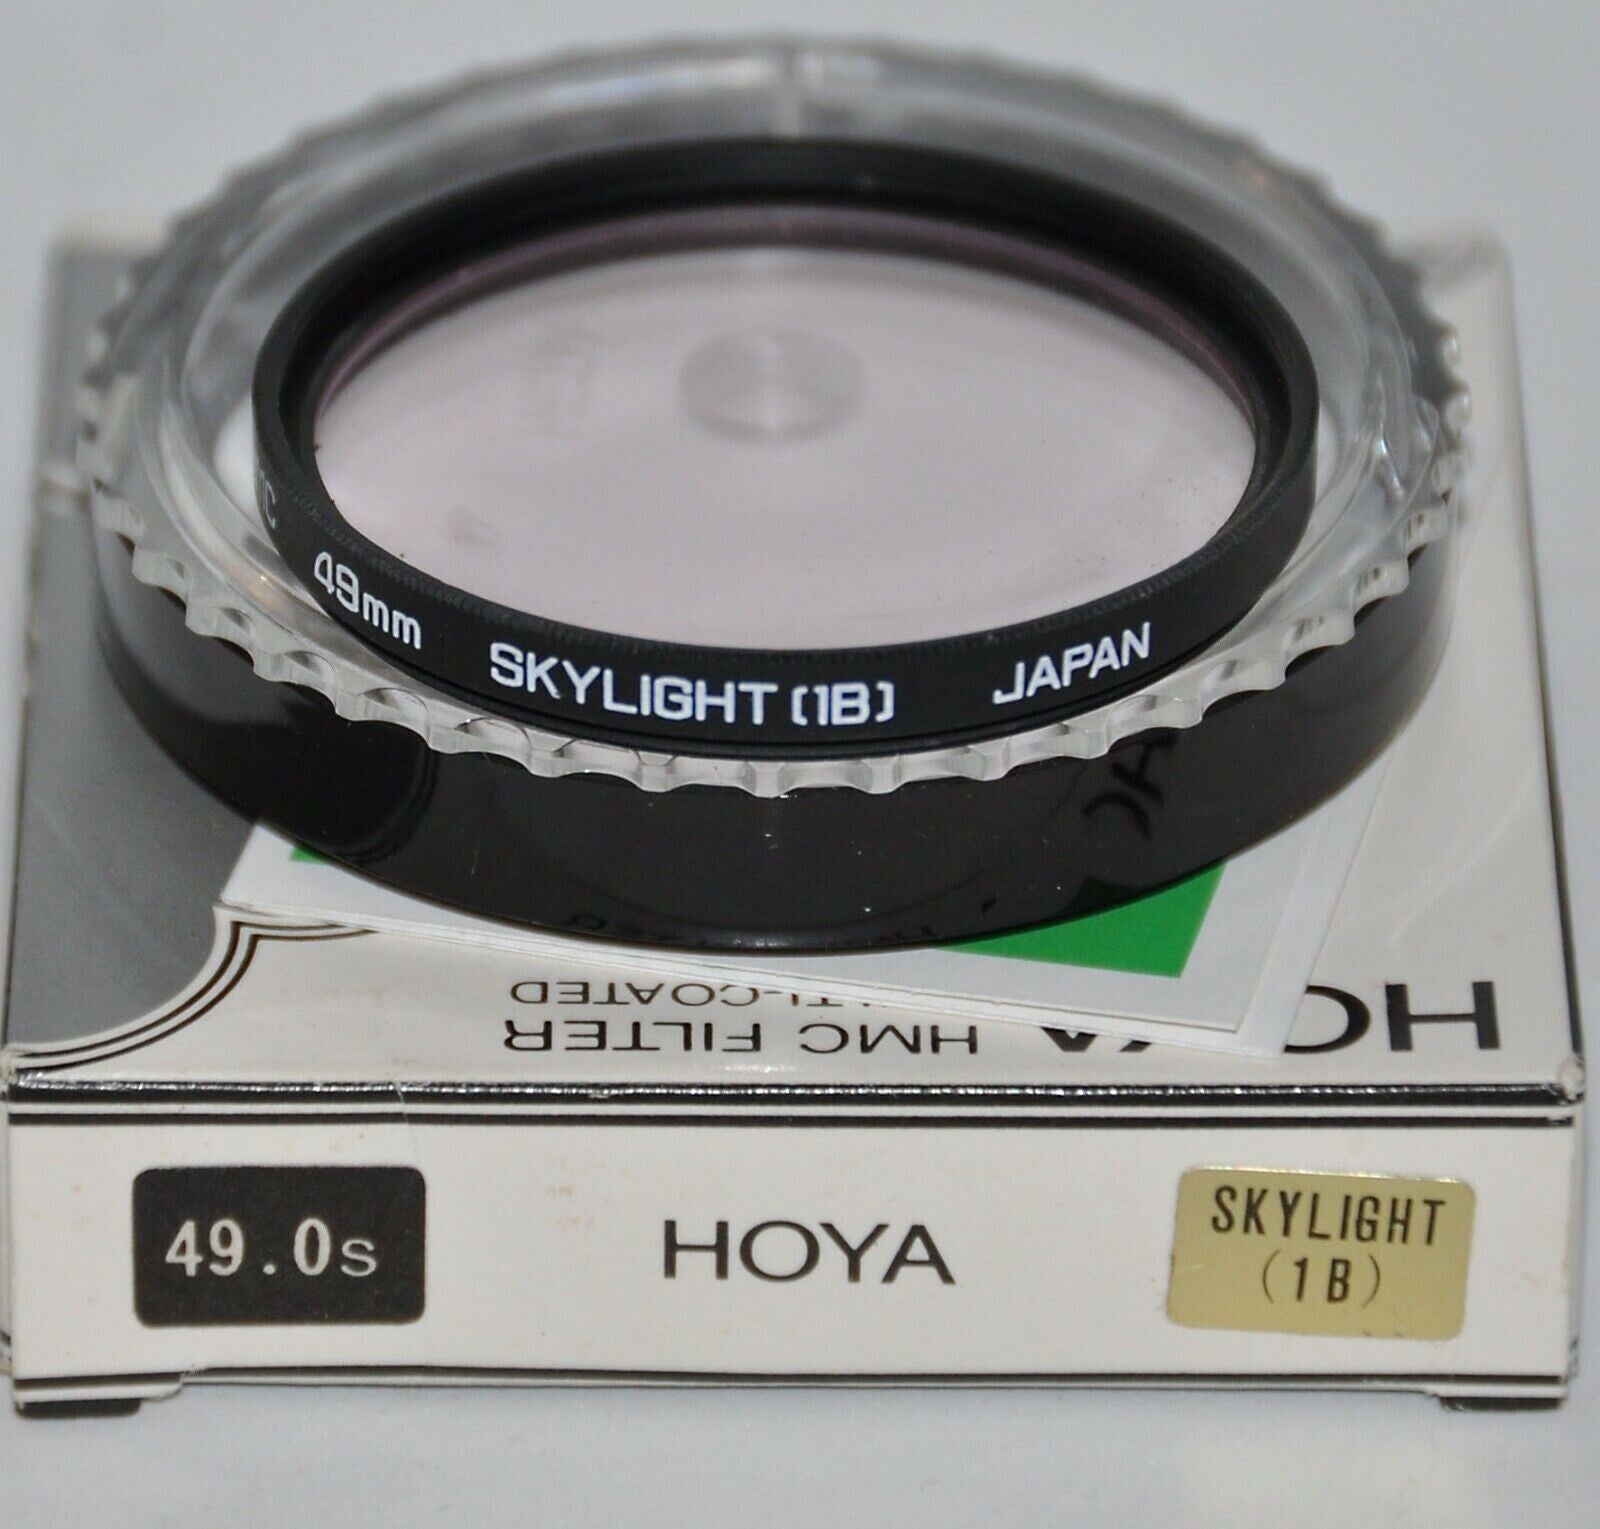 49mm SKYLIGHT (1B) JAPAN
HMC FILTER
49.0s
HOYA
SKYLIGHT
(1B)